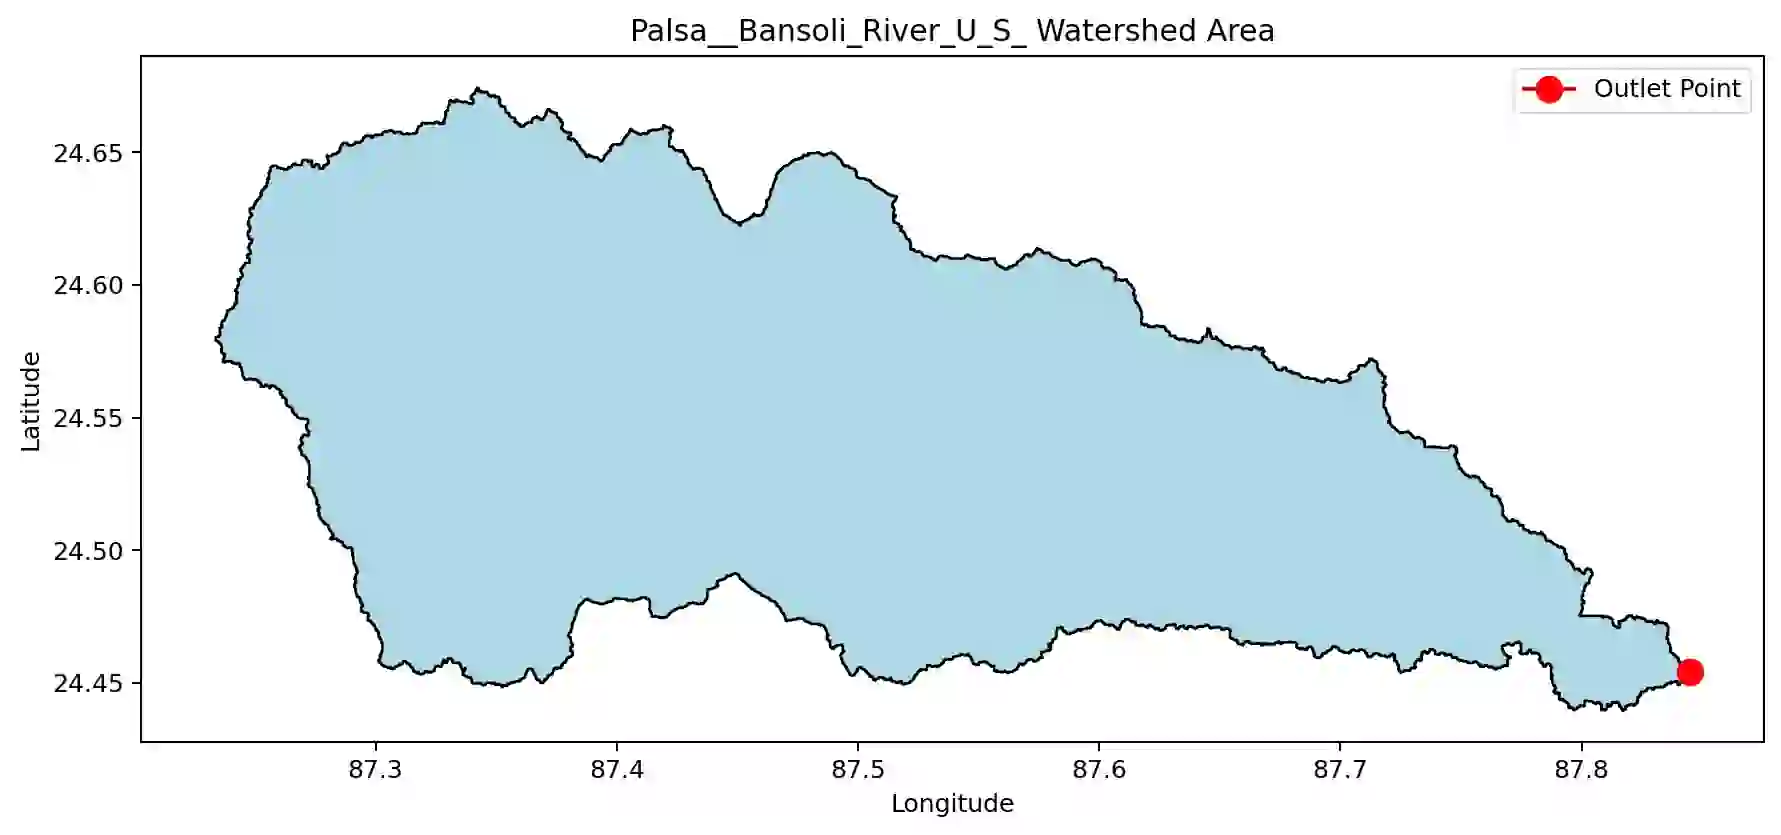 Palsa__Bansoli_River_U_S_ Watershed Area
Outlet Point
24.65
24.60
24.55
24.50
24.45
Latitude
87.3 87.4 87.5 87.6 87.7 87.8
Longitude